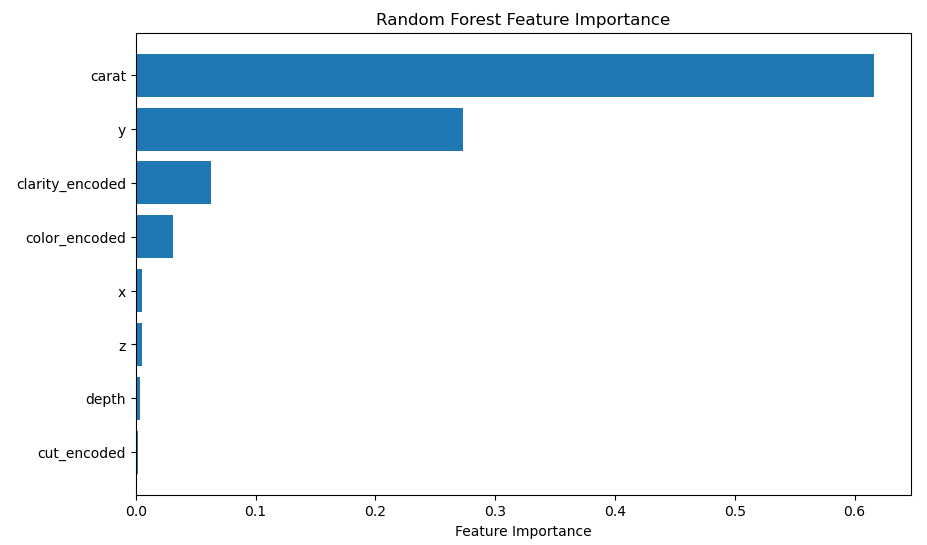 Random Forest Feature Importance
carat
y
clarity_encoded
color_encoded
x
z
depth
cut_encoded
0.0 0.1 0.2 0.3 0.4 0.5 0.6
Feature Importance